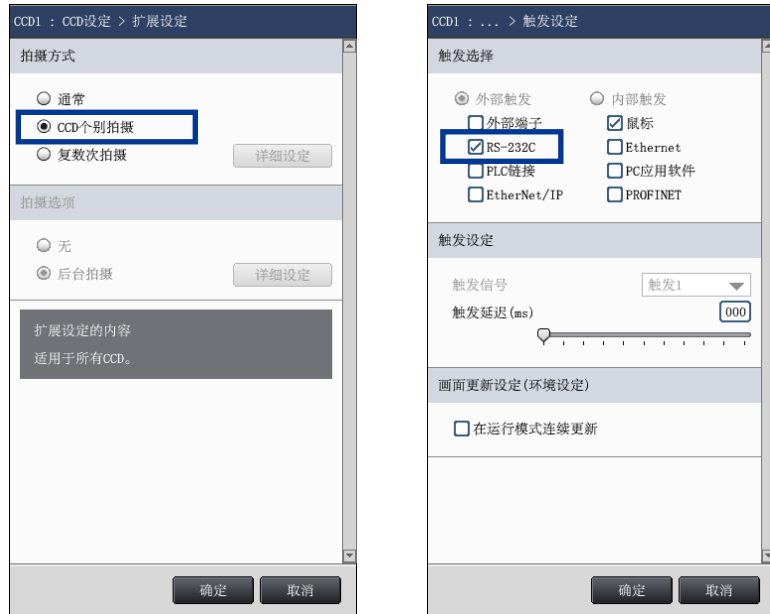 CCD1 : CCD设定 > 扩展设定
拍摄方式
通常
CCD个别拍摄
复数次拍摄 详细设定
拍摄选项
无
后台拍摄 详细设定
扩展设定的内容
适用于所有CCD。
确定 取消
CCD1 : ... > 触发设定
触发选择
外部触发 内部触发
外部端子 鼠标
RS-232C Ethernet
PLC链接 PC应用软件
EtherNet/IP PROFINET
触发设定
触发信号 触发1
触发延迟(ms) 000
画面更新设定(环境设定)
在运行模式连续更新
确定 取消